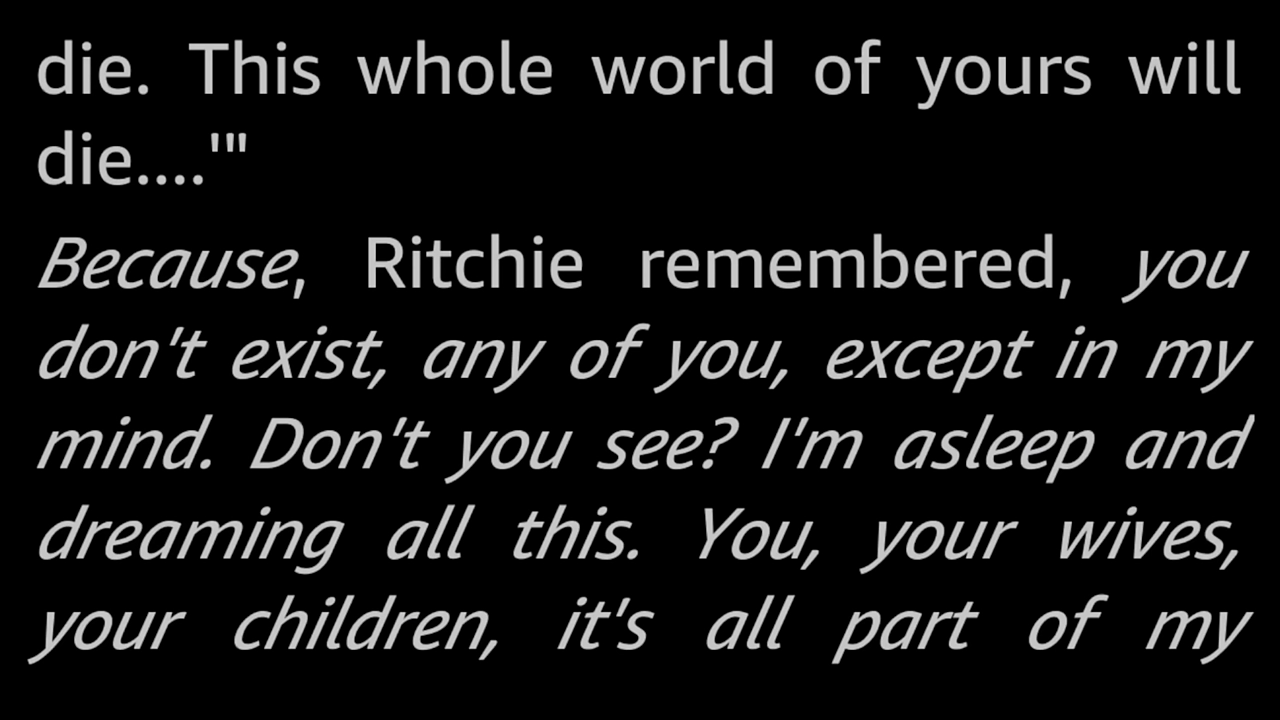 die. This whole world of yours will
die....'"
Because, Ritchie remembered, you
don't exist, any of you, except in my
mind. Don't you see? I'm asleep and
dreaming all this. You, your wives,
your children, it's all part of my